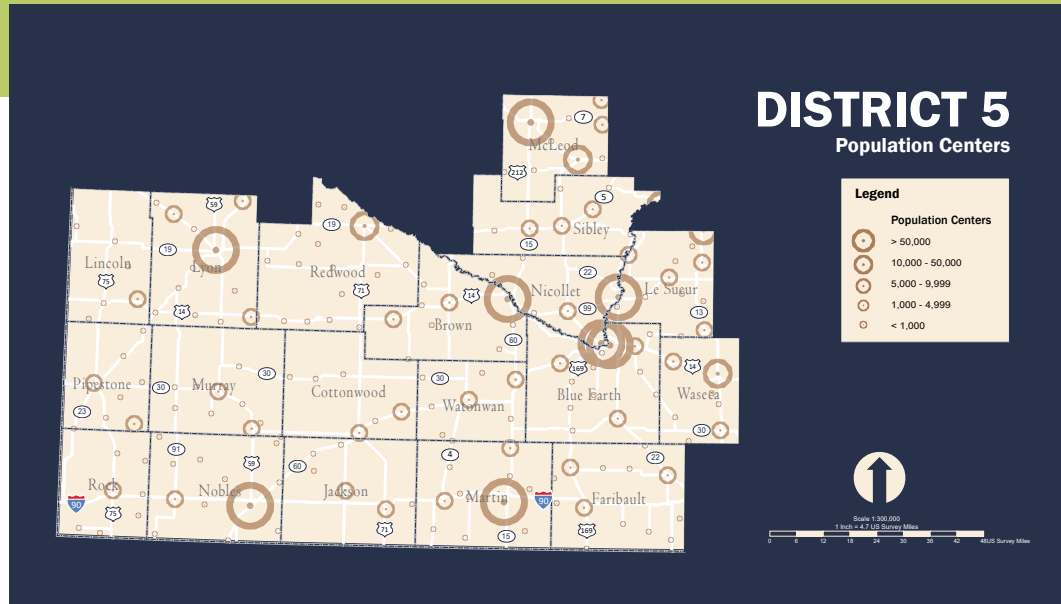 DISTRICT 5
Population Centers
Legend
Population Centers
> 50,000
10,000 - 50,000
5,000 - 9,999
1,000 - 4,999
< 1,000
7
McLeod
212
5
Sibley
15
59
19
Lyon
Lincoln
75
14
19
Redwood
71
14
Brown
Nicollet
22
99
Le Sugur
13
60
169
Blue Earth
14
Waseca
30
Pipestone
23
30
Murray
30
Cottonwood
30
Watonwan
91
59
60
4
22
Rock
90
75
Nobles
Jackson
71
Martin
15
90
Faribault
169
Scale 1:300,000
1 Inch = 4.7 US Survey Miles
0 6 12 18 24 30 36 42 48US Survey Miles